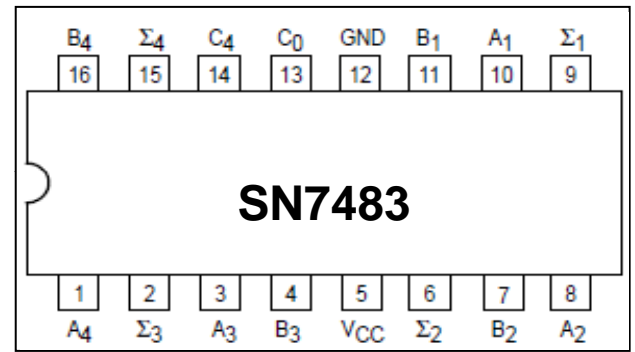 B₄ Σ₄ C₄ C₀ GND B₁ A₁ Σ₁
16 15 14 13 12 11 10 9
SN7483
1 2 3 4 5 6 7 8
A₄ Σ₃ A₃ B₃ V_CC Σ₂ B₂ A₂